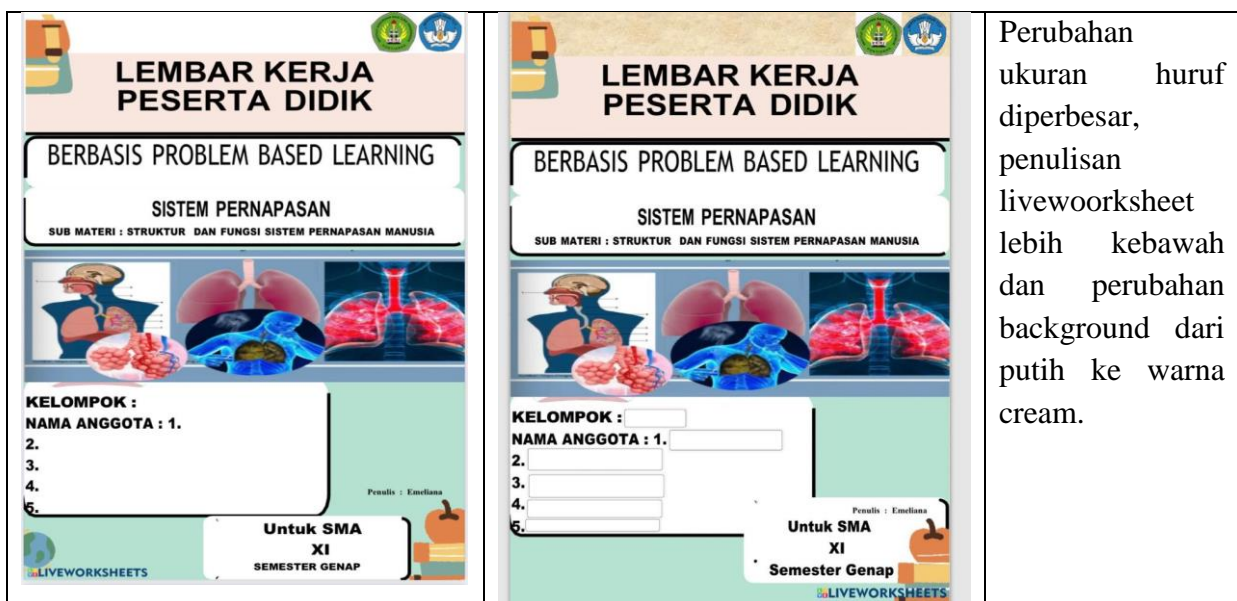 LEMBAR KERJA
PESERTA DIDIK
BERBASIS PROBLEM BASED LEARNING
SISTEM PERNAPASAN
SUB MATERI : STRUKTUR DAN FUNGSI SISTEM PERNAPASAN MANUSIA
KELOMPOK :
NAMA ANGGOTA : 1.
2.
3.
4.
5.
Penulis : Emeliana
Untuk SMA
XI
SEMESTER GENAP
LIVEWORKSHEETS
LEMBAR KERJA
PESERTA DIDIK
BERBASIS PROBLEM BASED LEARNING
SISTEM PERNAPASAN
SUB MATERI : STRUKTUR DAN FUNGSI SISTEM PERNAPASAN MANUSIA
KELOMPOK :
NAMA ANGGOTA : 1.
2.
3.
4.
5.
Penulis : Emeliana
Untuk SMA
XI
Semester Genap
LIVEWORKSHEETS
Perubahan
ukuran huruf
diperbesar,
penulisan
livewoorksheet
lebih kebawah
dan perubahan
background dari
putih ke warna
cream.